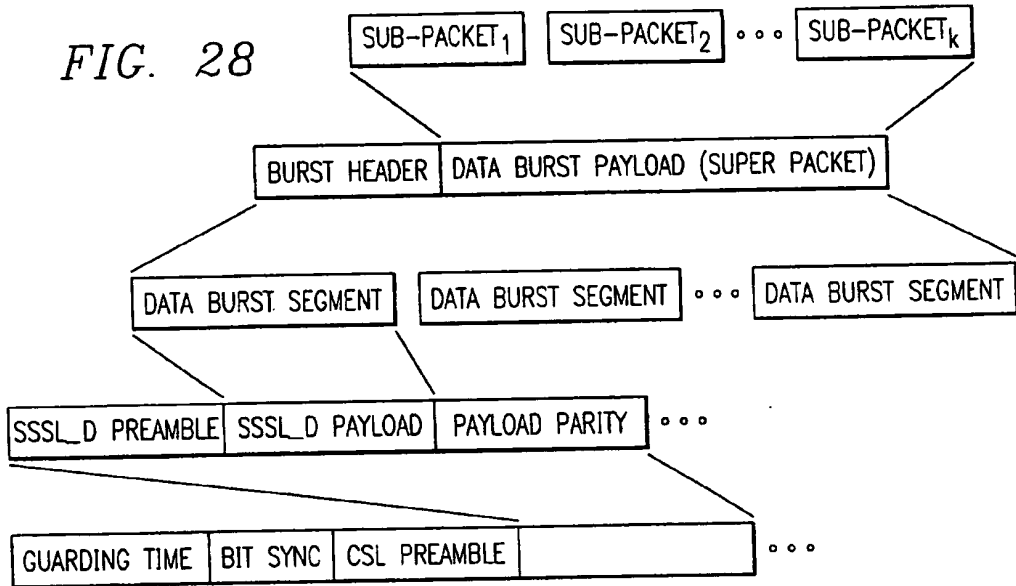 FIG. 28
SUB-PACKET1 SUB-PACKET2 ∘∘∘ SUB-PACKETk
BURST HEADER DATA BURST PAYLOAD (SUPER PACKET)
DATA BURST SEGMENT DATA BURST SEGMENT ∘∘∘ DATA BURST SEGMENT
SSSL_D PREAMBLE SSSL_D PAYLOAD PAYLOAD PARITY ∘∘∘
GUARDING TIME BIT SYNC CSL PREAMBLE ∘∘∘